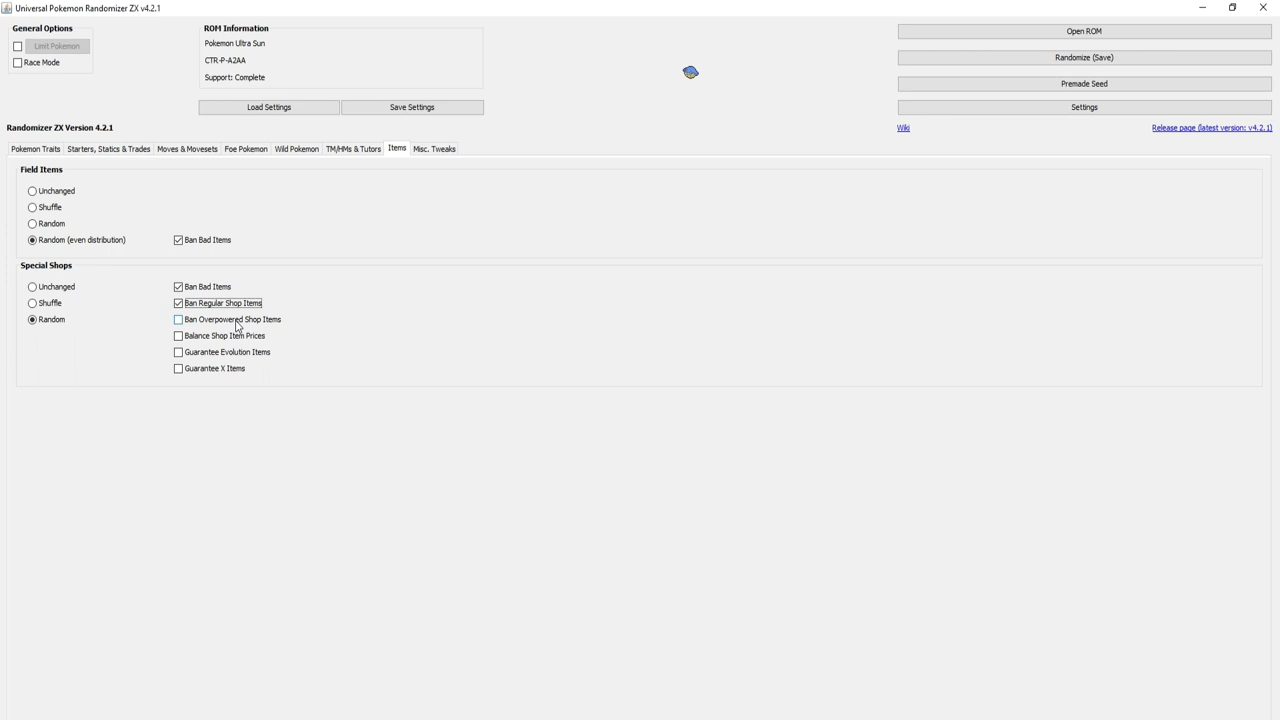 Universal Pokemon Randomizer ZX v4.2.1
General Options
Limit Pokemon
Race Mode
ROM Information
Pokemon Ultra Sun
CTR-P-A2AA
Support: Complete
Load Settings
Save Settings
Open ROM
Randomize (Save)
Premade Seed
Settings
Randomizer ZX Version 4.2.1
Wiki
Release page (latest version: v4.2.1)
Pokemon Traits
Starters, Statics & Trades
Moves & Movesets
Foe Pokemon
Wild Pokemon
TM/HMs & Tutors
Items
Misc. Tweaks
Field Items
Unchanged
Shuffle
Random
Random (even distribution)
Ban Bad Items
Special Shops
Unchanged
Ban Bad Items
Shuffle
Ban Regular Shop Items
Random
Ban Overpowered Shop Items
Balance Shop Item Prices
Guarantee Evolution Items
Guarantee X Items